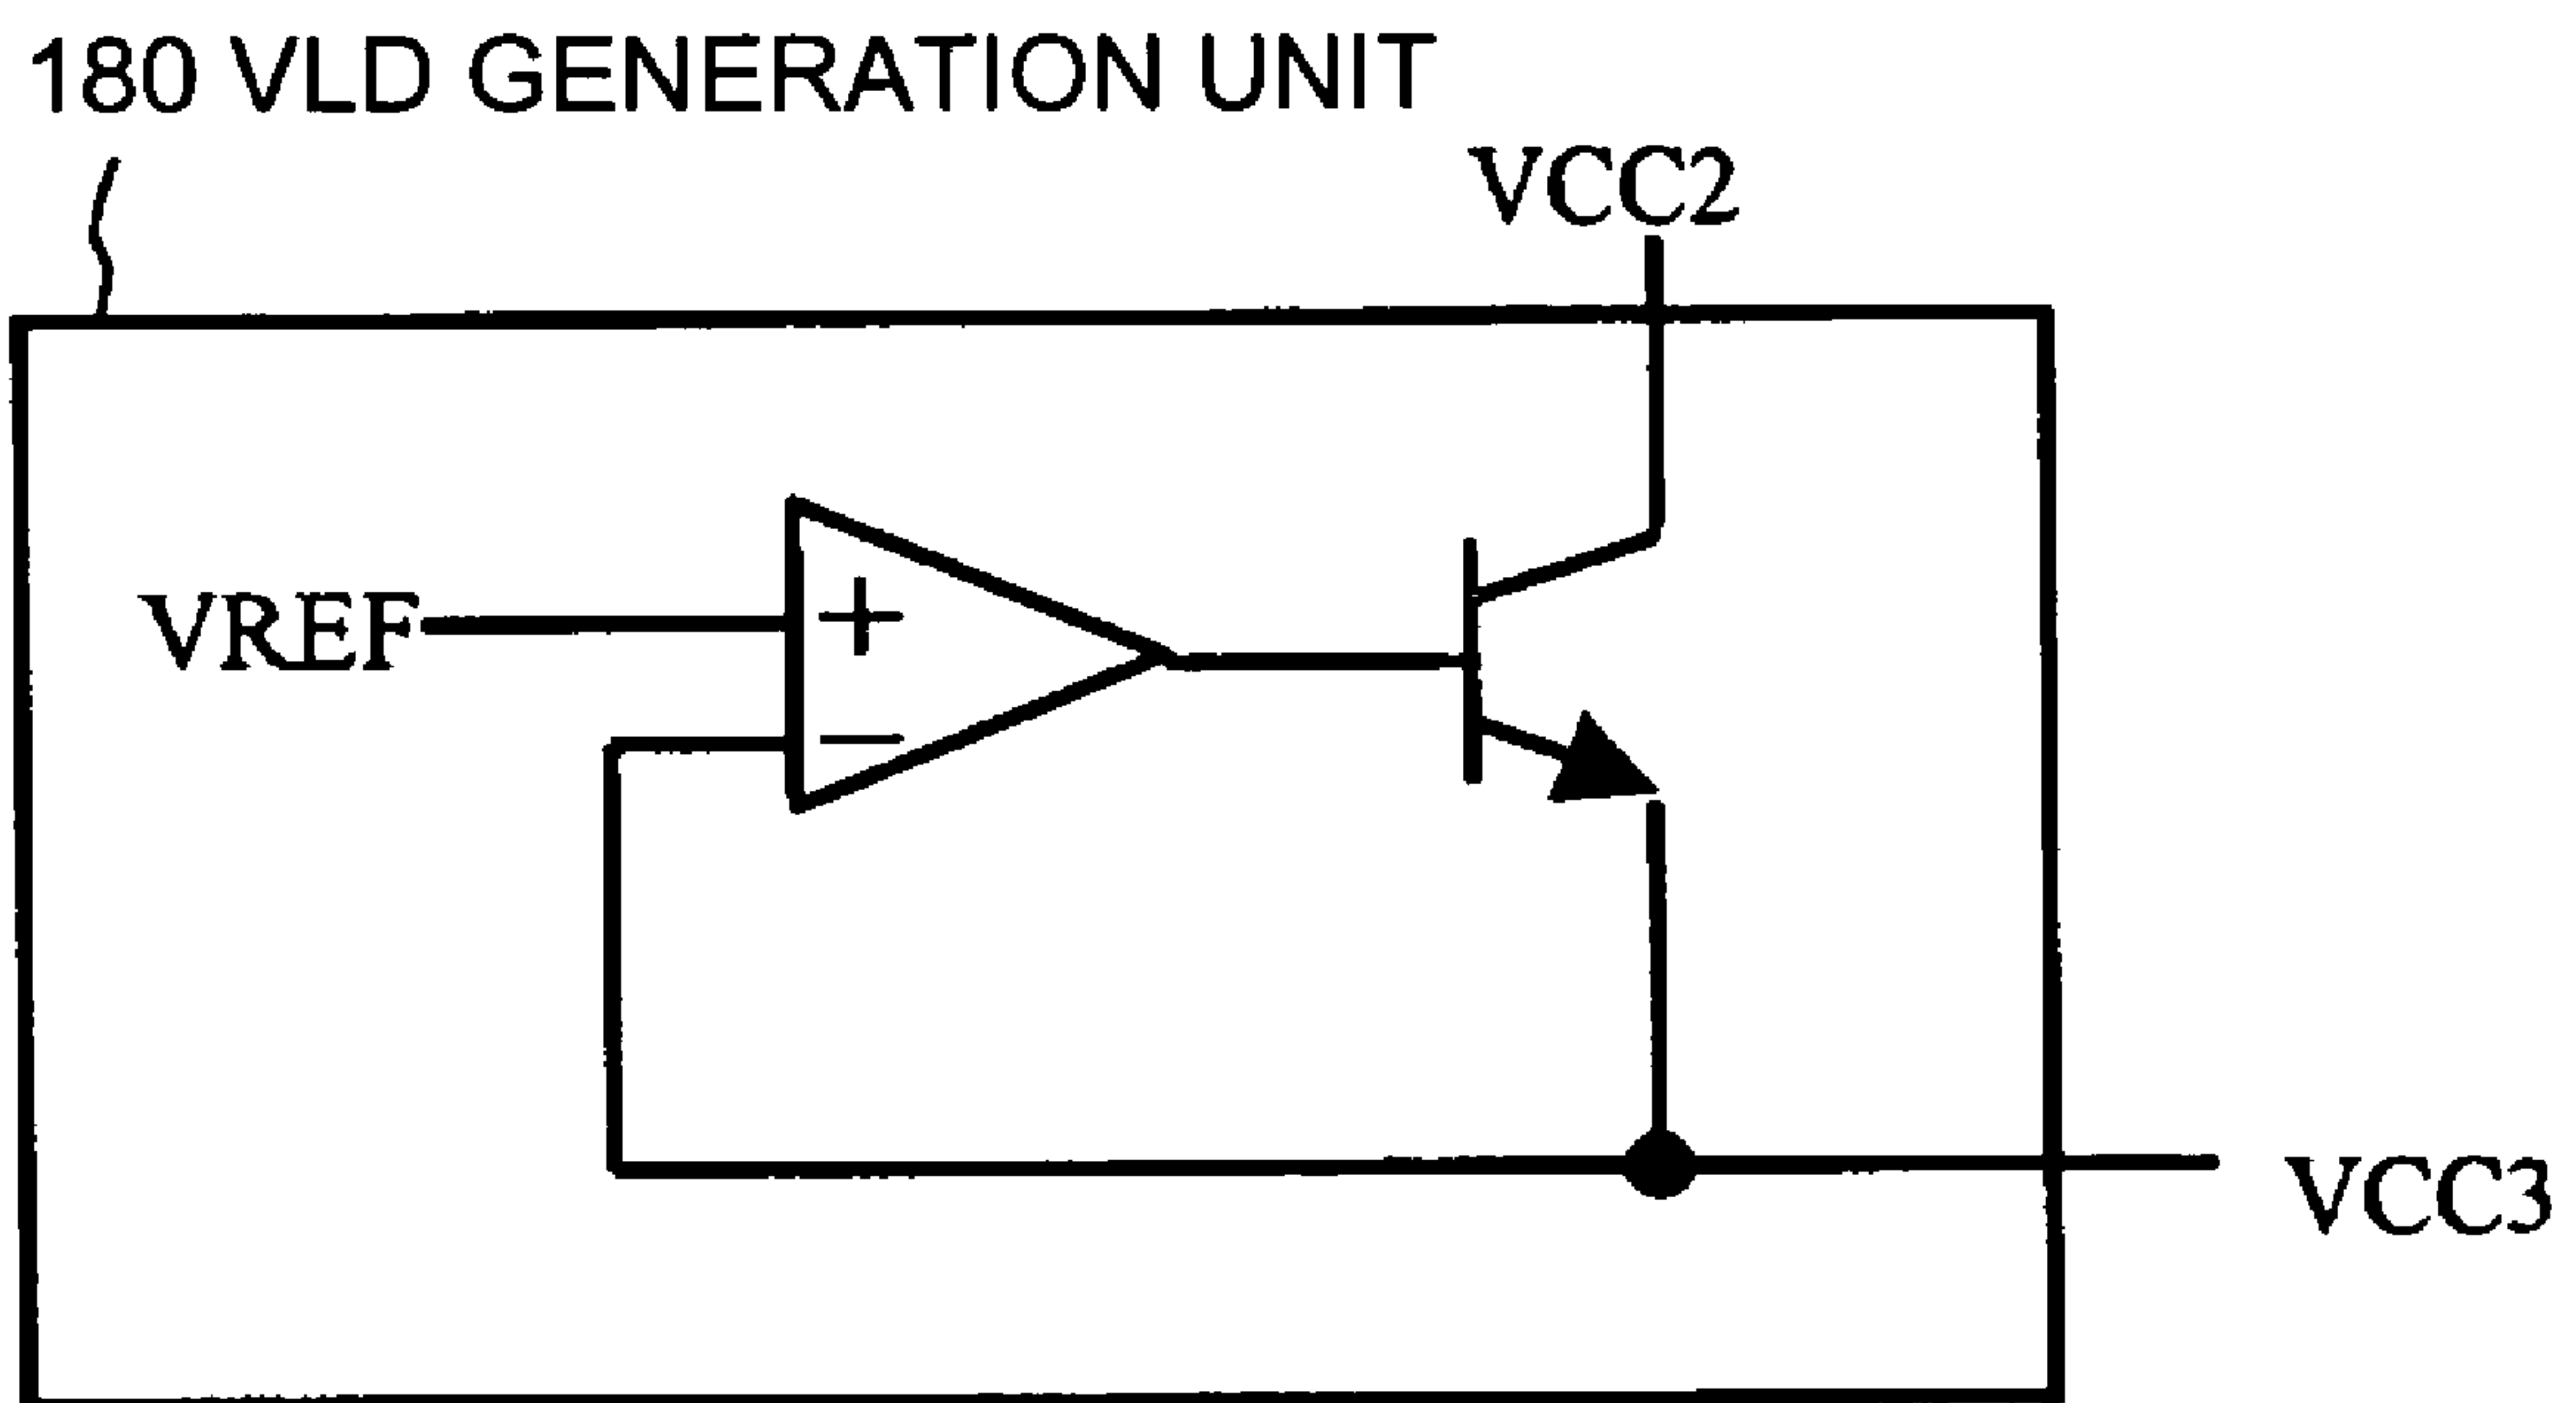 180 VLD GENERATION UNIT
VCC2
VREF
+
−
VCC3